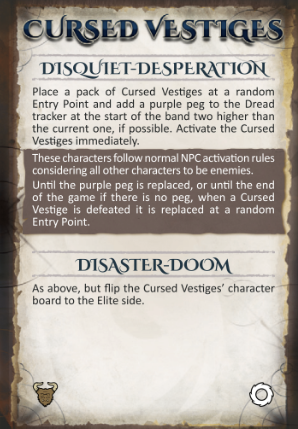 CURSED VESTIGES
DISQUIET-DESPERATION
Place a pack of Cursed Vestiges at a random
Entry Point and add a purple peg to the Dread
tracker at the start of the band two higher than
the current one, if possible. Activate the Cursed
Vestiges immediately.
These characters follow normal NPC activation rules
considering all other characters to be enemies.
Until the purple peg is replaced, or until the end
of the game if there is no peg, when a Cursed
Vestige is defeated it is replaced at a random
Entry Point.
DISASTER-DOOM
As above, but flip the Cursed Vestiges' character
board to the Elite side.